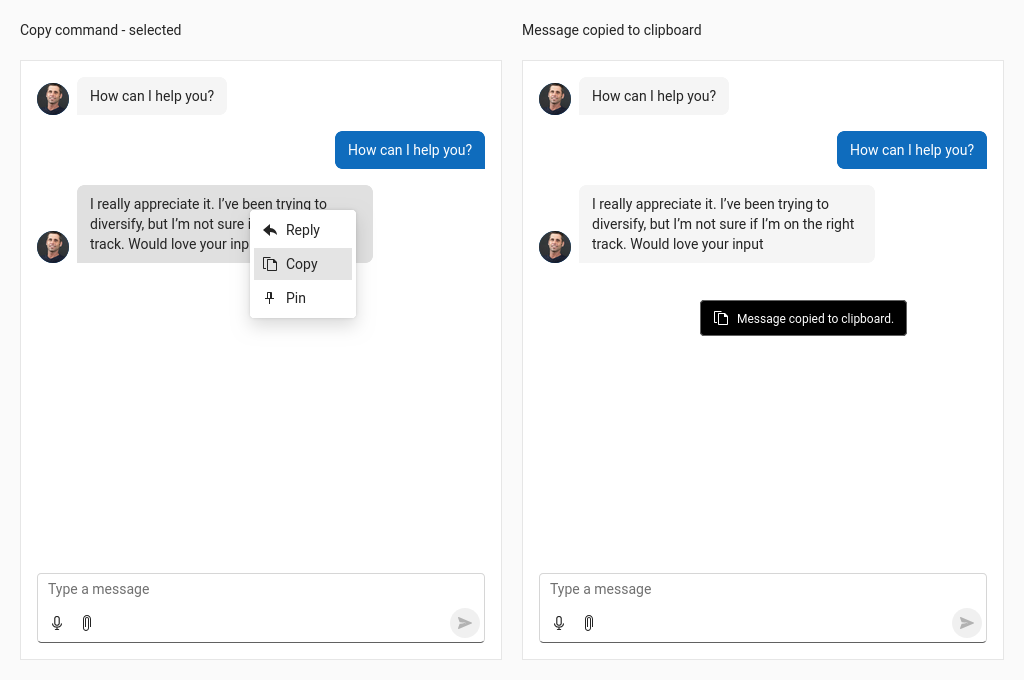 Copy command - selected
How can I help you?
How can I help you?
I really appreciate it. I’ve been trying to
diversify, but I’m not sure i
track. Would love your inp
Reply
Copy
Pin
Type a message
Message copied to clipboard
How can I help you?
How can I help you?
I really appreciate it. I’ve been trying to
diversify, but I’m not sure if I’m on the right
track. Would love your input
Message copied to clipboard.
Type a message